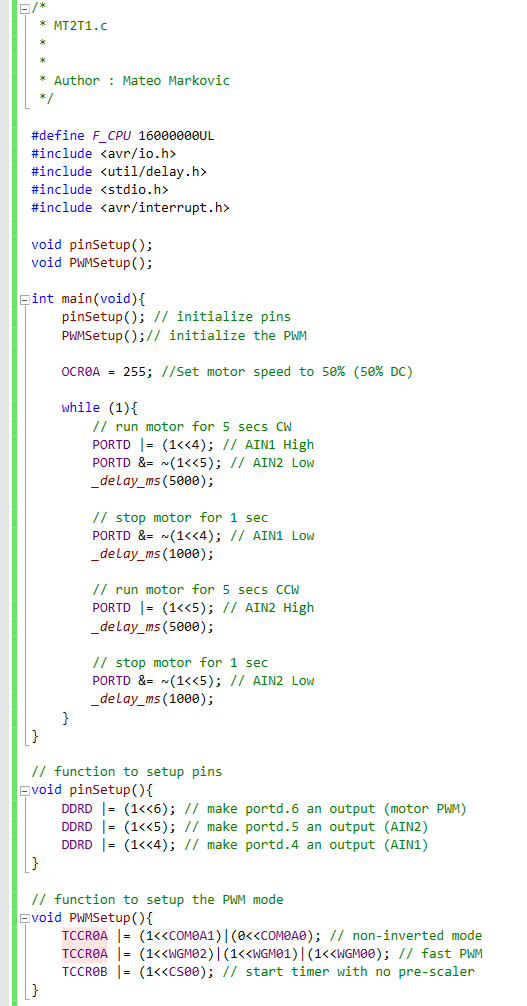 /*
 * MT2T1.c
 *
 *
 * Author : Mateo Markovic
 */
#define F_CPU 16000000UL
#include <avr/io.h>
#include <util/delay.h>
#include <stdio.h>
#include <avr/interrupt.h>
void pinSetup();
void PWMSetup();
int main(void){
    pinSetup(); // initialize pins
    PWMSetup();// initialize the PWM
    OCR0A = 255; //Set motor speed to 50% (50% DC)
    while (1){
        // run motor for 5 secs CW
        PORTD |= (1<<4); // AIN1 High
        PORTD &= ~(1<<5); // AIN2 Low
        _delay_ms(5000);
        // stop motor for 1 sec
        PORTD &= ~(1<<4); // AIN1 Low
        _delay_ms(1000);
        // run motor for 5 secs CCW
        PORTD |= (1<<5); // AIN2 High
        _delay_ms(5000);
        // stop motor for 1 sec
        PORTD &= ~(1<<5); // AIN2 Low
        _delay_ms(1000);
    }
}
// function to setup pins
void pinSetup(){
    DDRD |= (1<<6); // make portd.6 an output (motor PWM)
    DDRD |= (1<<5); // make portd.5 an output (AIN2)
    DDRD |= (1<<4); // make portd.4 an output (AIN1)
}
// function to setup the PWM mode
void PWMSetup(){
    TCCR0A |= (1<<COM0A1)|(0<<COM0A0); // non-inverted mode
    TCCR0A |= (1<<WGM02)|(1<<WGM01)|(1<<WGM00); // fast PWM
    TCCR0B |= (1<<CS00); // start timer with no pre-scaler
}